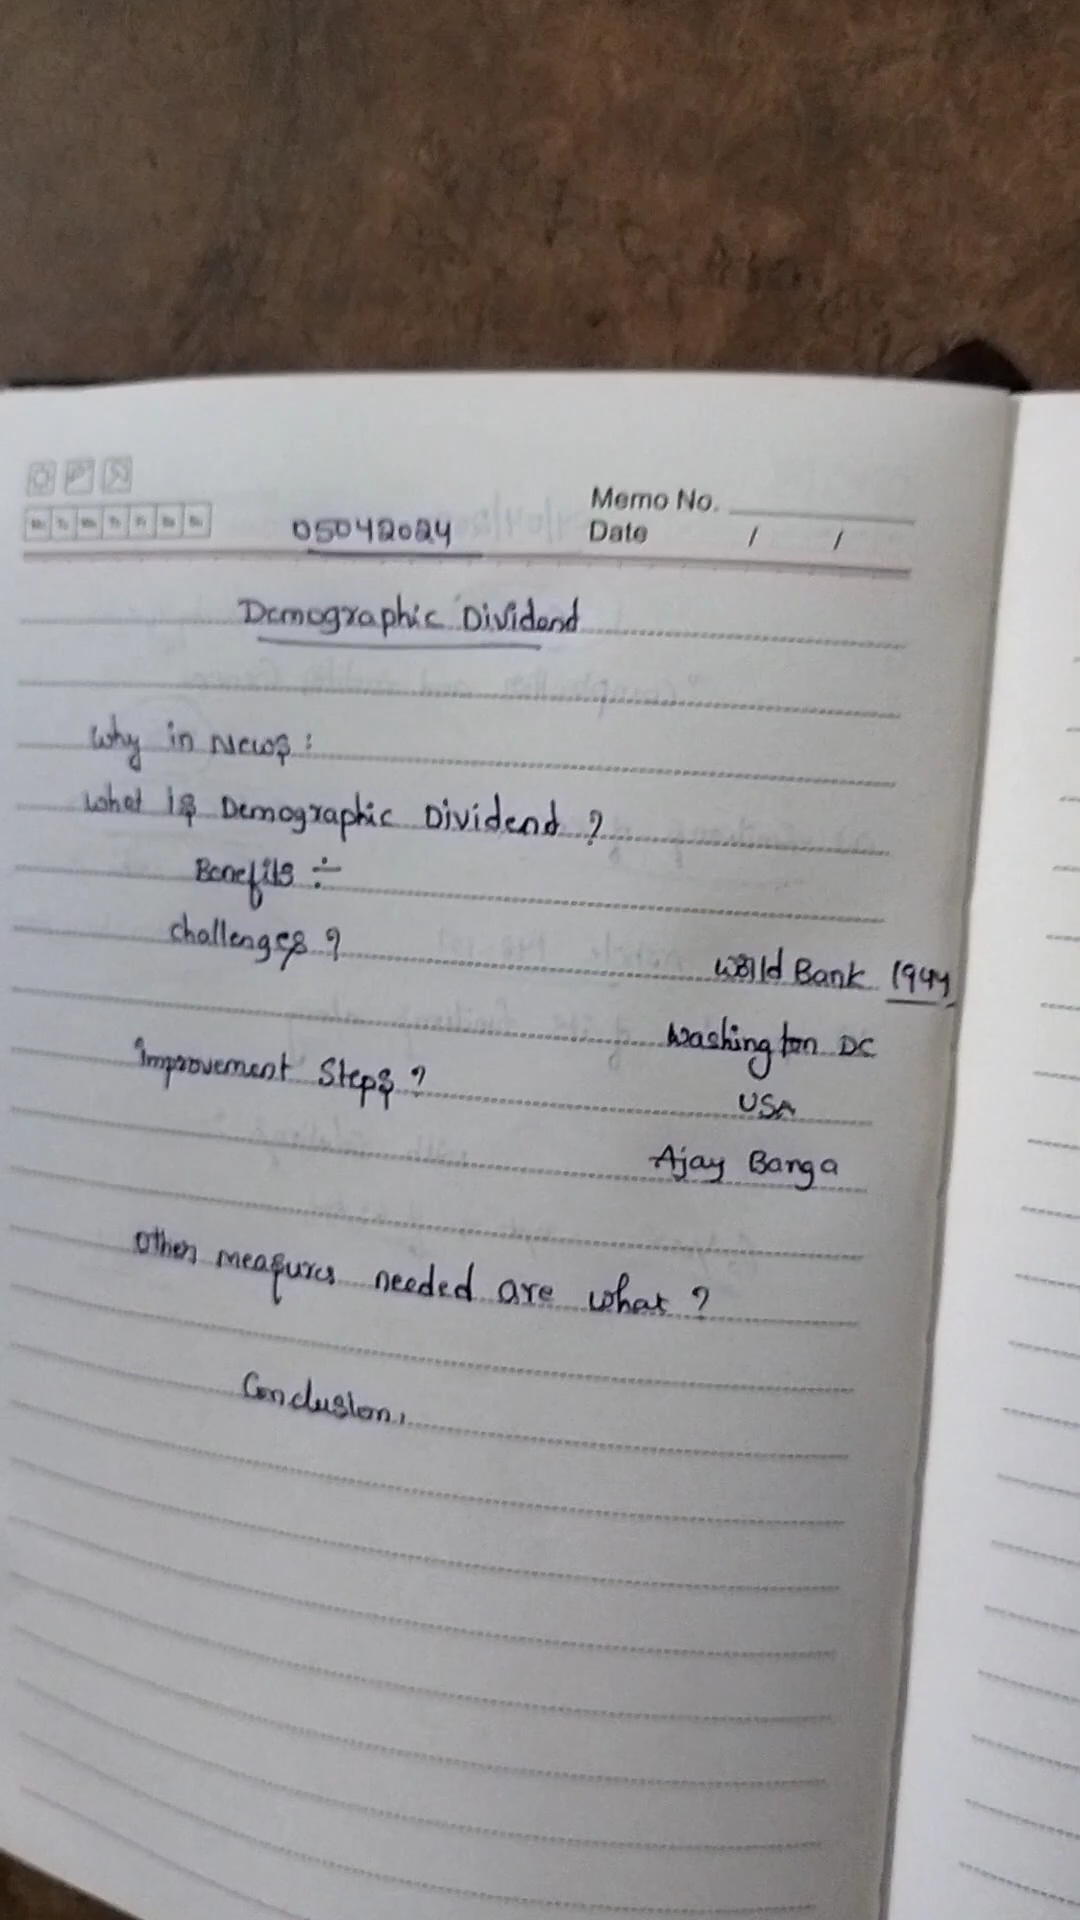 Memo No.
05042024
Date / /
Demographic Dividend
Why in News:
What is Demographic Dividend ?
Benefits ÷
challenges ?
World Bank 1944
Washington DC
Improvement Steps ?
USA
Ajay Banga
Other measures needed are what ?
Conclusion,